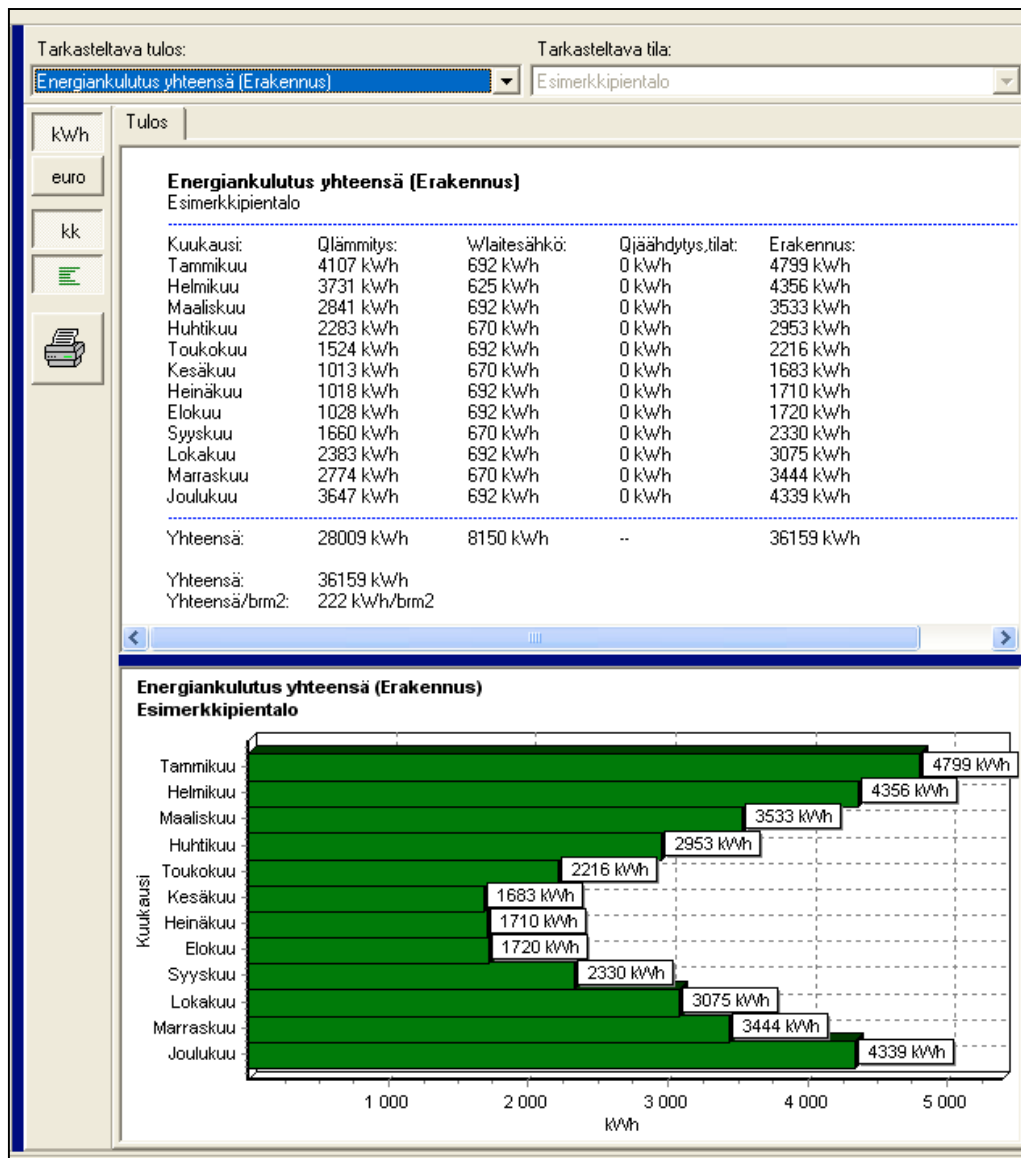 Tarkasteltava tulos: Tarkasteltava tila:
Energiankulutus yhteensä (Erakennus) Esimerkkipientalo
kWh
euro
kk
Tulos
Energiankulutus yhteensä (Erakennus)
Esimerkkipientalo
Kuukausi: Qlämmitys: Wlaitesähkö: Qjäähdytys,tilat: Erakennus:
Tammikuu 4107 kWh 692 kWh 0 kWh 4799 kWh
Helmikuu 3731 kWh 625 kWh 0 kWh 4356 kWh
Maaliskuu 2841 kWh 692 kWh 0 kWh 3533 kWh
Huhtikuu 2283 kWh 670 kWh 0 kWh 2953 kWh
Toukokuu 1524 kWh 692 kWh 0 kWh 2216 kWh
Kesäkuu 1013 kWh 670 kWh 0 kWh 1683 kWh
Heinäkuu 1018 kWh 692 kWh 0 kWh 1710 kWh
Elokuu 1028 kWh 692 kWh 0 kWh 1720 kWh
Syyskuu 1660 kWh 670 kWh 0 kWh 2330 kWh
Lokakuu 2383 kWh 692 kWh 0 kWh 3075 kWh
Marraskuu 2774 kWh 670 kWh 0 kWh 3444 kWh
Joulukuu 3647 kWh 692 kWh 0 kWh 4339 kWh
Yhteensä: 28009 kWh 8150 kWh -- 36159 kWh
Yhteensä: 36159 kWh
Yhteensä/brm2: 222 kWh/brm2
Energiankulutus yhteensä (Erakennus)
Esimerkkipientalo
Kuukausi
Tammikuu 4799 kWh
Helmikuu 4356 kWh
Maaliskuu 3533 kWh
Huhtikuu 2953 kWh
Toukokuu 2216 kWh
Kesäkuu 1683 kWh
Heinäkuu 1710 kWh
Elokuu 1720 kWh
Syyskuu 2330 kWh
Lokakuu 3075 kWh
Marraskuu 3444 kWh
Joulukuu 4339 kWh
1 000 2 000 3 000 4 000 5 000
kWh